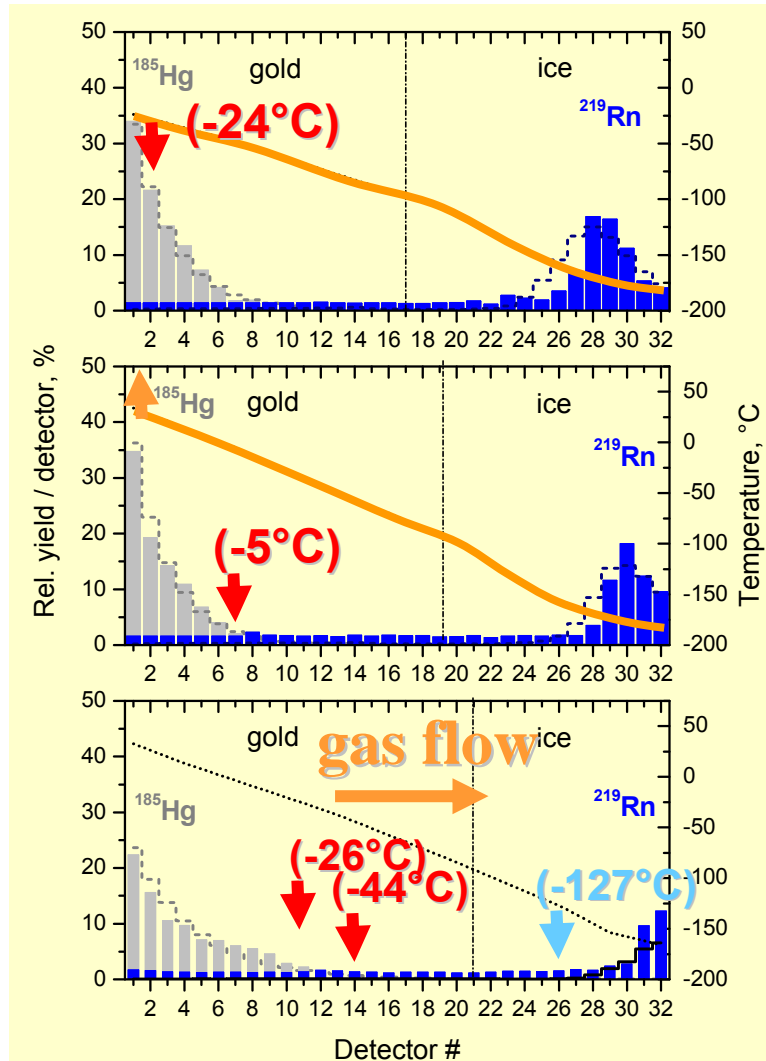 50
40
30
20
10
0
¹⁸⁵Hg
gold
ice
²¹⁹Rn
(-24°C)
50
0
-50
-100
-150
-200
2 4 6 8 10 12 14 16 18 20 22 24 26 28 30 32
Rel. yield / detector, %
Temperature, °C
50
40
30
20
10
0
¹⁸⁵Hg
gold
ice
²¹⁹Rn
(-5°C)
50
0
-50
-100
-150
-200
2 4 6 8 10 12 14 16 18 20 22 24 26 28 30 32
50
40
30
20
10
0
gold
ice
gas flow
¹⁸⁵Hg
²¹⁹Rn
(-26°C)
(-44°C)
(-127°C)
50
0
-50
-100
-150
-200
2 4 6 8 10 12 14 16 18 20 22 24 26 28 30 32
Detector #